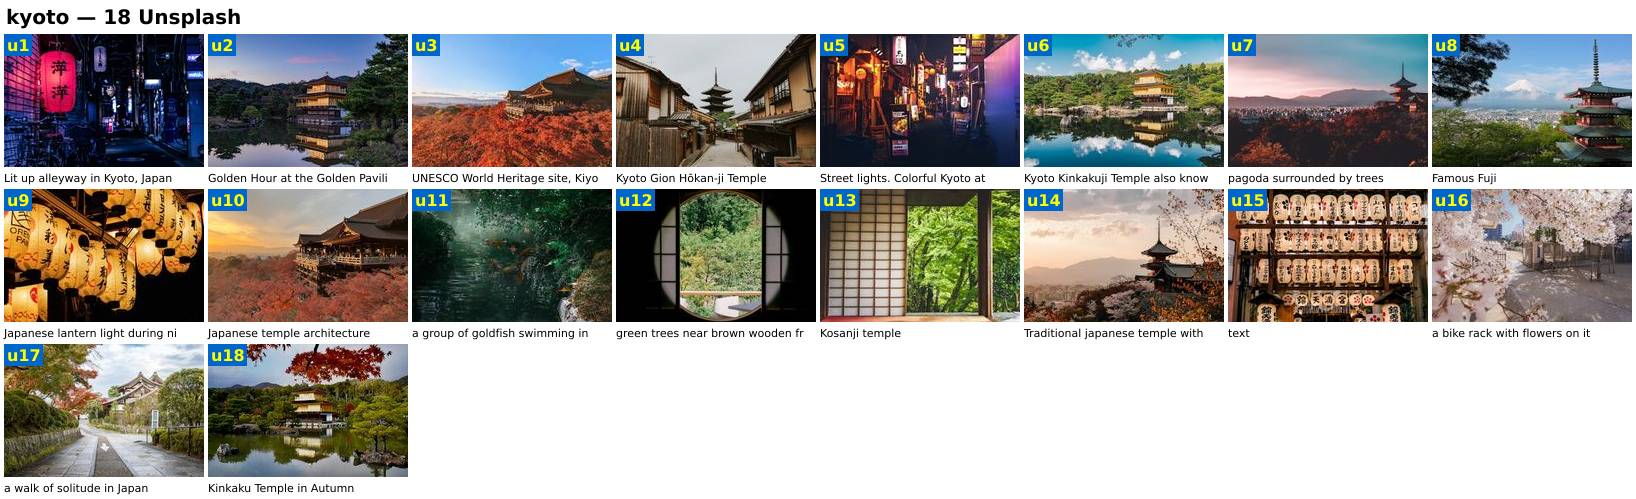 kyoto — 18 Unsplash
u1
u2
u3
u4
u5
u6
u7
u8
萍
萍
Lit up alleyway in Kyoto, Japan
Golden Hour at the Golden Pavili
UNESCO World Heritage site, Kiyo
Kyoto Gion Hōkan-ji Temple
Street lights. Colorful Kyoto at
Kyoto Kinkakuji Temple also know
pagoda surrounded by trees
Famous Fuji
u9
u10
u11
u12
u13
u14
u15
u16
Japanese lantern light during ni
Japanese temple architecture
a group of goldfish swimming in
green trees near brown wooden fr
Kosanji temple
Traditional japanese temple with
text
a bike rack with flowers on it
u17
u18
a walk of solitude in Japan
Kinkaku Temple in Autumn